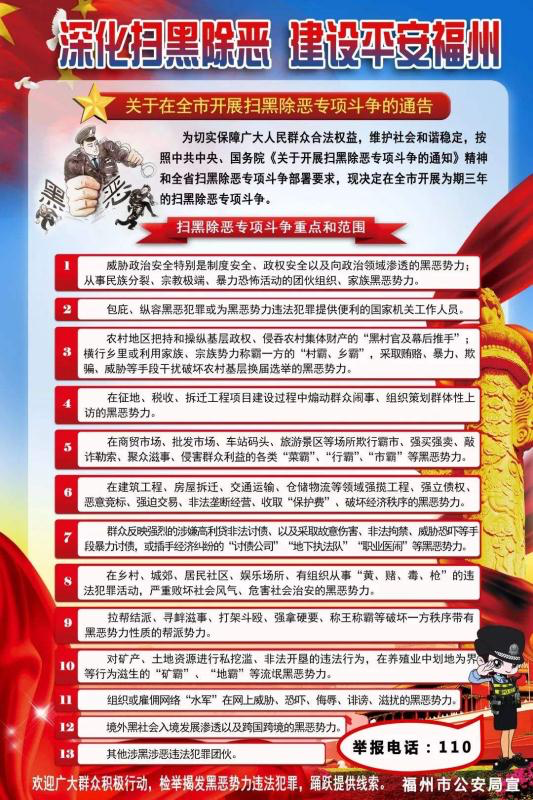 深化扫黑除恶 建设平安福州
关于在全市开展扫黑除恶专项斗争的通告
为切实保障广大人民群众合法权益，维护社会和谐稳定，按
照中共中央、国务院《关于开展扫黑除恶专项斗争的通知》精神
和全省扫黑除恶专项斗争部署要求，现决定在全市开展为期三年
的扫黑除恶专项斗争。
黑 恶
扫黑除恶专项斗争重点和范围
1 威胁政治安全特别是制度安全、政权安全以及向政治领域渗透的黑恶势力；
从事民族分裂、宗教极端、暴力恐怖活动的团伙组织、家族黑恶势力。
2 包庇、纵容黑恶犯罪或为黑恶势力违法犯罪提供便利的国家机关工作人员。
3 农村地区把持和操纵基层政权、侵吞农村集体财产的“黑村官及幕后推手”；
横行乡里或利用家族、宗族势力称霸一方的“村霸、乡霸”，采取贿赂、暴力、欺
骗、威胁等手段干扰破坏农村基层换届选举的黑恶势力。
4 在征地、税收、拆迁工程项目建设过程中煽动群众闹事、组织策划群体性上
访的黑恶势力。
5 在商贸市场、批发市场、车站码头、旅游景区等场所欺行霸市、强买强卖、敲
诈勒索、聚众滋事、侵害群众利益的各类“菜霸”、“行霸”、“市霸”等黑恶势力。
6 在建筑工程、房屋拆迁、交通运输、仓储物流等领域强揽工程、强立债权、
恶意竞标、强迫交易、非法垄断经营、收取“保护费”、破坏经济秩序的黑恶势力。
7 群众反映强烈的涉嫌高利贷非法讨债、以及采取故意伤害、非法拘禁、威胁恐吓等手
段暴力讨债，或插手经济纠纷的“讨债公司”“地下执法队”“职业医闹”等黑恶势力。
8 在乡村、城郊、居民社区、娱乐场所、有组织从事“黄、赌、毒、枪”的违
法犯罪活动，严重败坏社会风气、危害社会治安的黑恶势力。
9 拉帮结派、寻衅滋事、打架斗殴、强拿硬要、称王称霸等破坏一方秩序带有
黑恶势力性质的帮派势力。
10 对矿产、土地资源进行私挖滥、非法开垦的违法行为，在养殖业中划地为界
等行为滋生的“矿霸”、“地霸”等流氓黑恶势力。
11 组织或雇佣网络“水军”在网上威胁、恐吓、侮辱、诽谤、滋扰的黑恶势力。
12 境外黑社会入境发展渗透以及跨国跨境的黑恶势力。
13 其他涉黑涉恶违法犯罪团伙。
举报电话：110
欢迎广大群众积极行动，检举揭发黑恶势力违法犯罪，踊跃提供线索。 福州市公安局宣